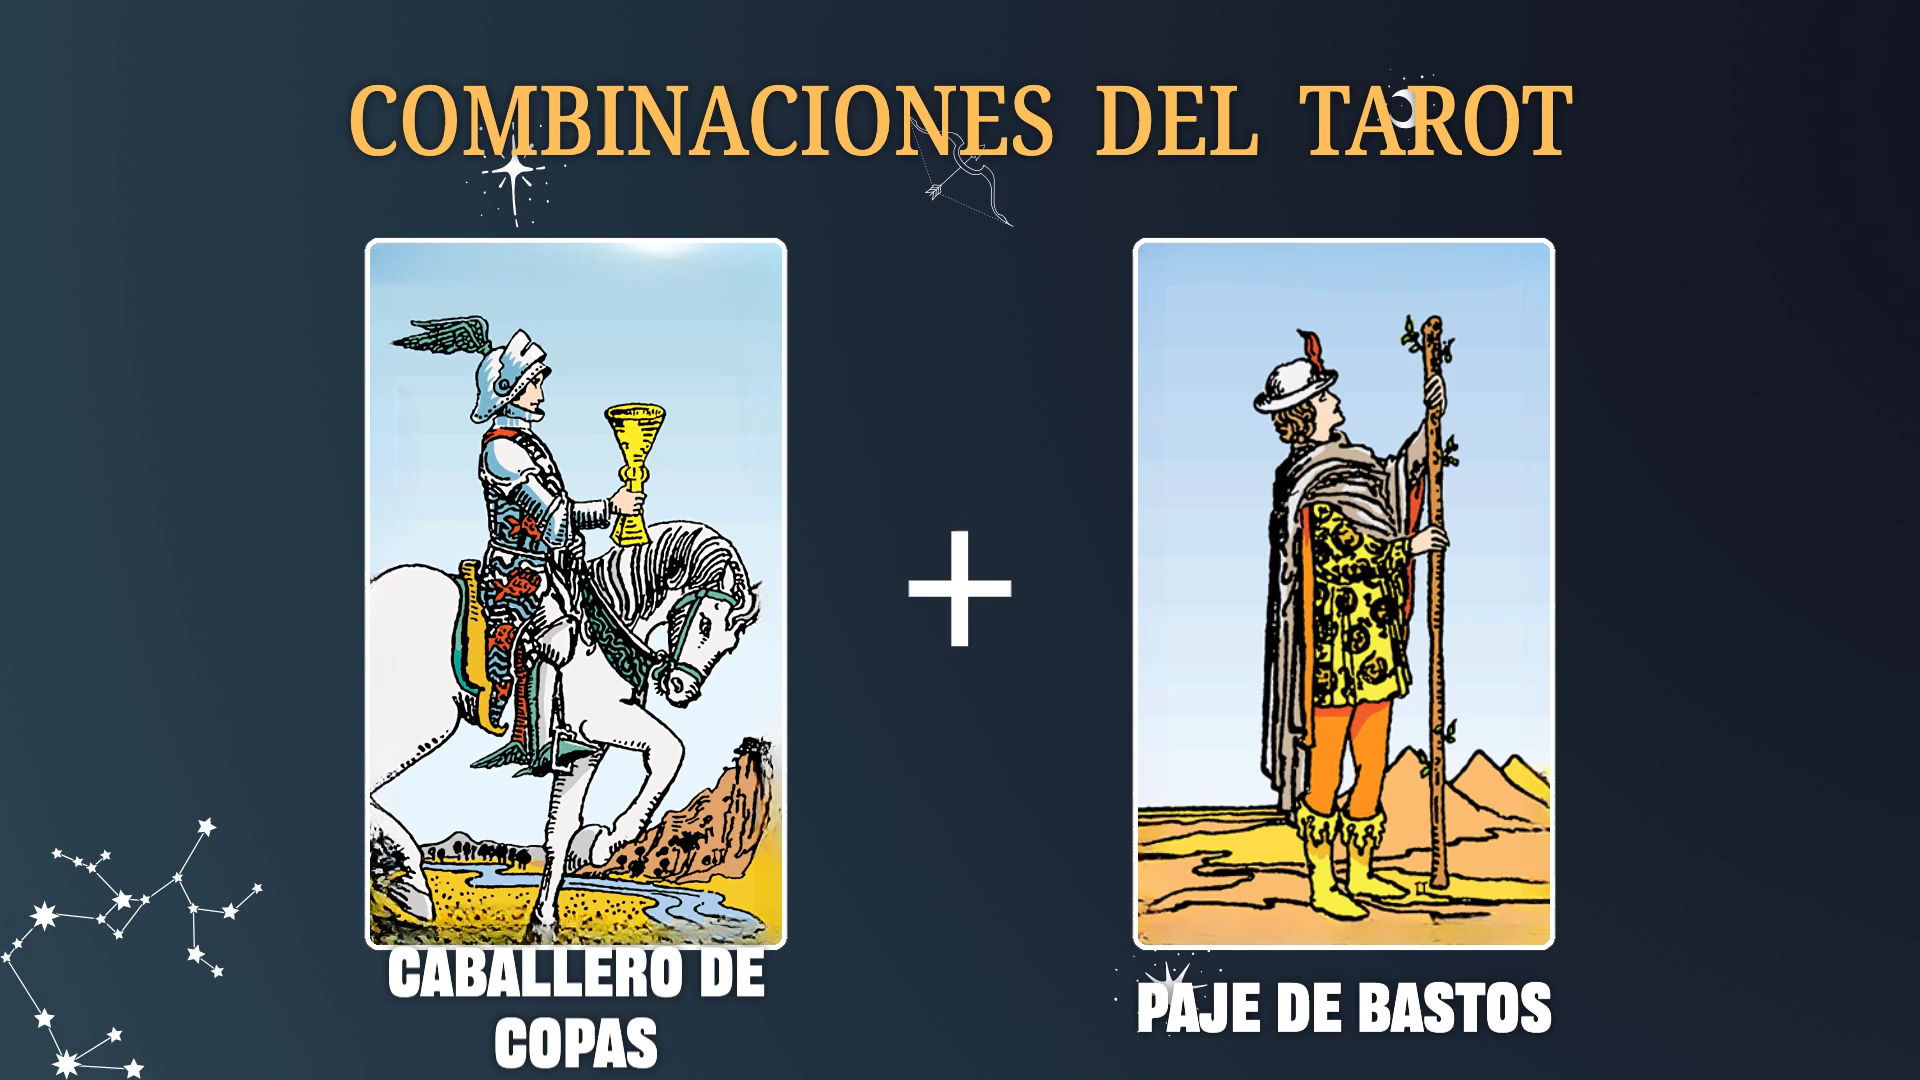 COMBINACIONES DEL TAROT
+
CABALLERO DE
COPAS
PAJE DE BASTOS